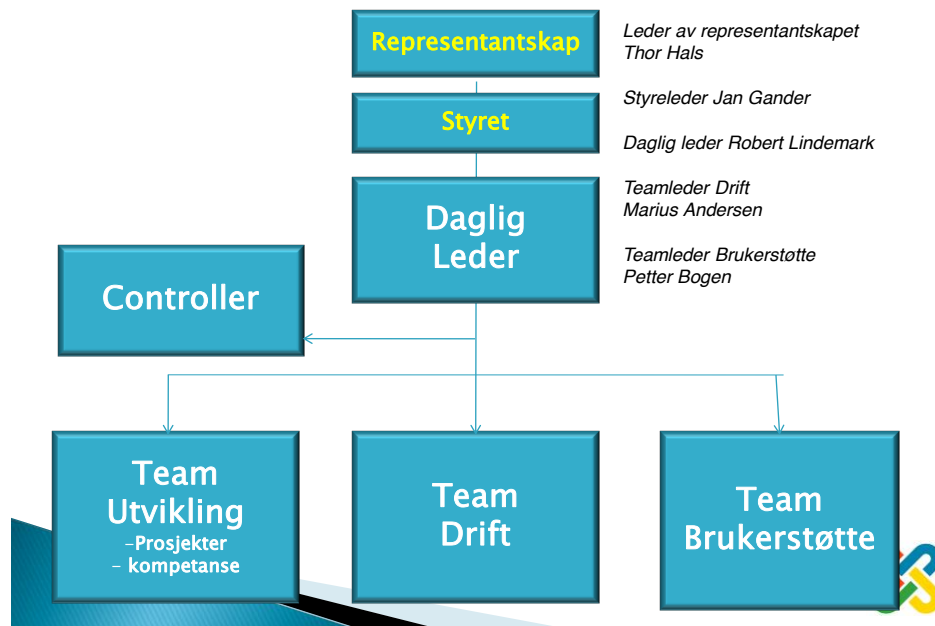 Representantskap
Leder av representantskapet
Thor Hals
Styret
Styreleder Jan Gander
Daglig leder Robert Lindemark
Teamleder Drift
Marius Andersen
Teamleder Brukerstøtte
Petter Bogen
Daglig
Leder
Controller
Team
Utvikling
–Prosjekter
– kompetanse
Team
Drift
Team
Brukerstøtte